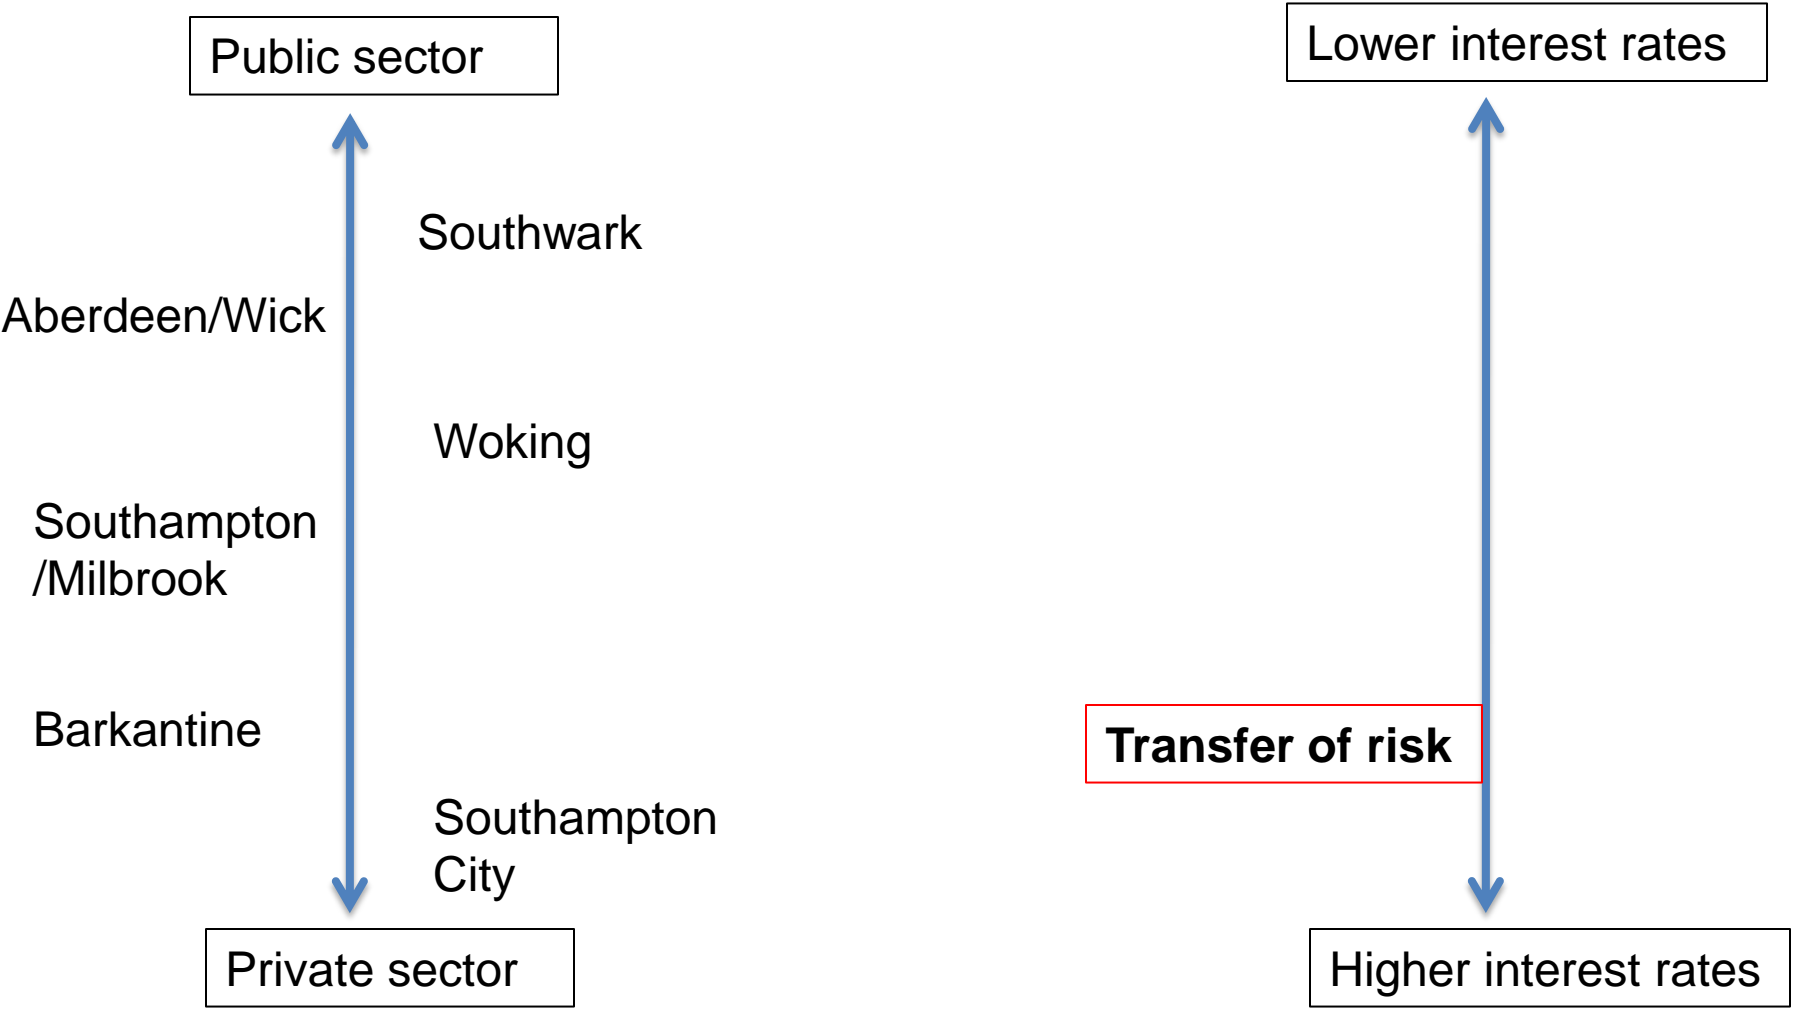 Public sector
Lower interest rates
Southwark
Aberdeen/Wick
Woking
Southampton
/Milbrook
Barkantine
Transfer of risk
Southampton
City
Private sector
Higher interest rates